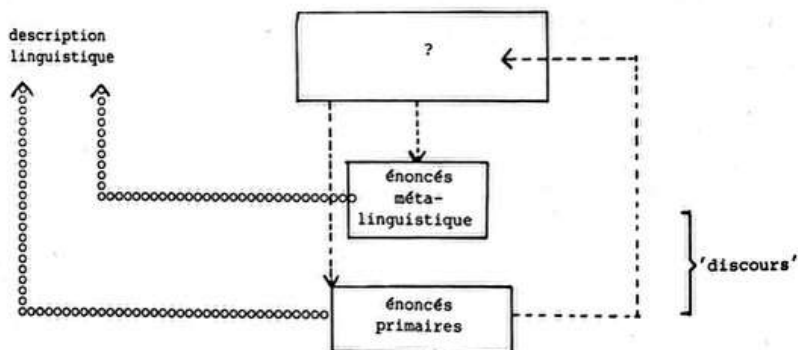 description
linguistique
?
énoncés
méta-
linguistique
'discours'
énoncés
primaires